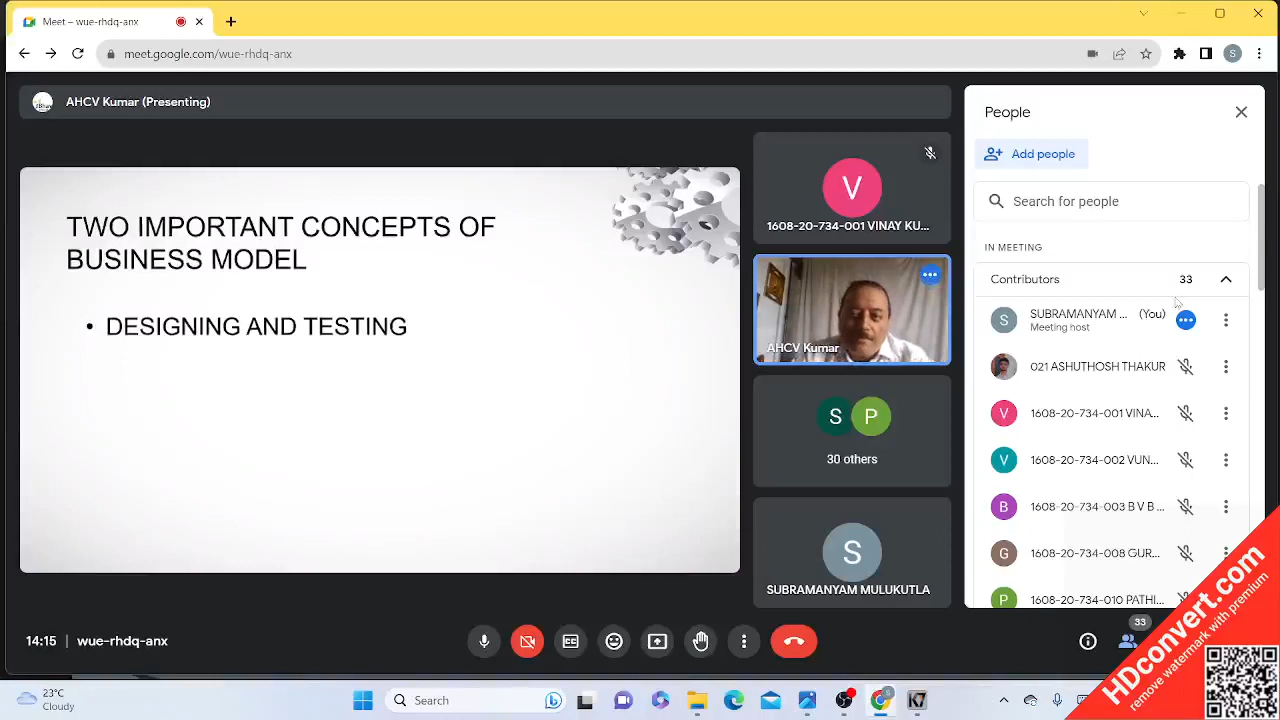 Meet – wue-rhdq-anx
meet.google.com/wue-rhdq-anx
S
AHCV Kumar (Presenting)
TWO IMPORTANT CONCEPTS OF
BUSINESS MODEL
• DESIGNING AND TESTING
V
1608-20-734-001 VINAY KU...
AHCV Kumar
S P
30 others
S
SUBRAMANYAM MULUKUTLA
People
Add people
Search for people
IN MEETING
Contributors 33
S SUBRAMANYAM ... (You)
Meeting host
021 ASHUTHOSH THAKUR
V 1608-20-734-001 VINA...
V 1608-20-734-002 VUN...
B 1608-20-734-003 B V B ...
G 1608-20-734-008 GUR...
P 1608-20-734-010 PATHI...
14:15 | wue-rhdq-anx
33
HDconvert.com
remove watermark with premium
23°C
Cloudy
Search